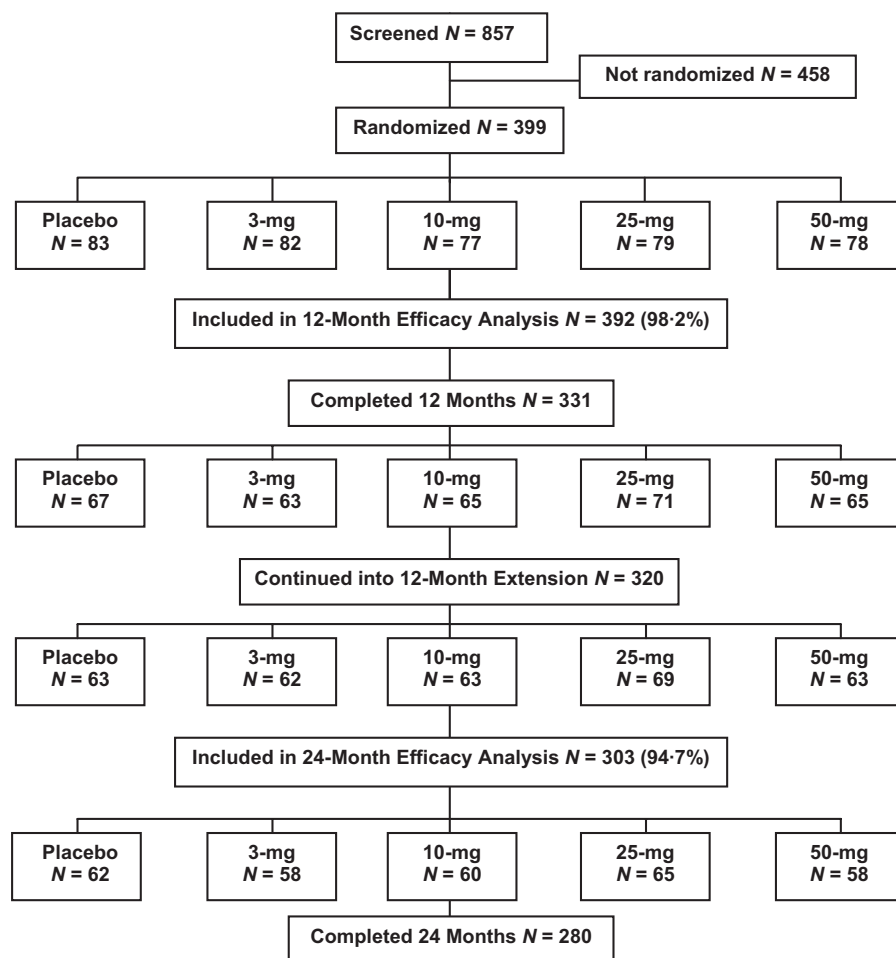 Screened N = 857
Not randomized N = 458
Randomized N = 399
Placebo
N = 83
3-mg
N = 82
10-mg
N = 77
25-mg
N = 79
50-mg
N = 78
Included in 12-Month Efficacy Analysis N = 392 (98·2%)
Completed 12 Months N = 331
Placebo
N = 67
3-mg
N = 63
10-mg
N = 65
25-mg
N = 71
50-mg
N = 65
Continued into 12-Month Extension N = 320
Placebo
N = 63
3-mg
N = 62
10-mg
N = 63
25-mg
N = 69
50-mg
N = 63
Included in 24-Month Efficacy Analysis N = 303 (94·7%)
Placebo
N = 62
3-mg
N = 58
10-mg
N = 60
25-mg
N = 65
50-mg
N = 58
Completed 24 Months N = 280